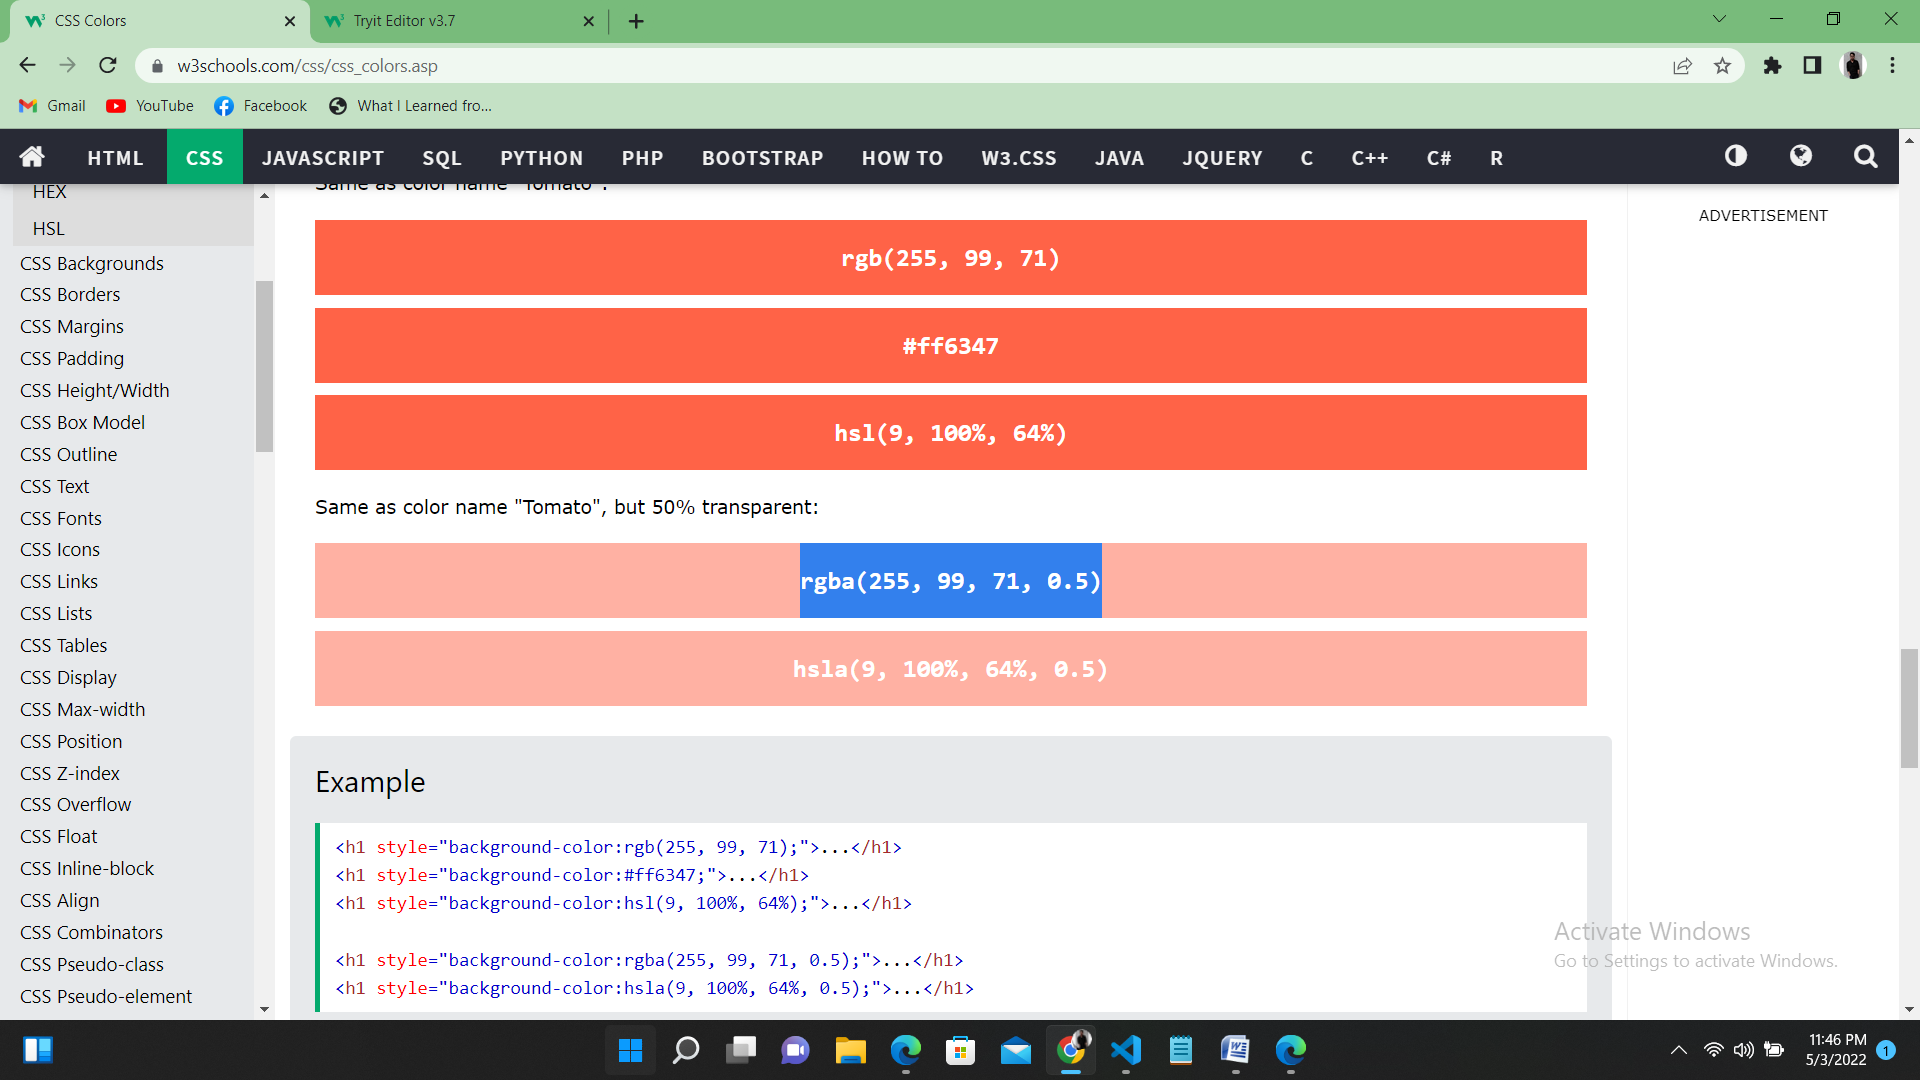 CSS Colors
Tryit Editor v3.7
w3schools.com/css/css_colors.asp
Gmail
YouTube
Facebook
What I Learned fro...
HTML
CSS
JAVASCRIPT
SQL
PYTHON
PHP
BOOTSTRAP
HOW TO
W3.CSS
JAVA
JQUERY
C
C++
C#
R
HEX
HSL
CSS Backgrounds
CSS Borders
CSS Margins
CSS Padding
CSS Height/Width
CSS Box Model
CSS Outline
CSS Text
CSS Fonts
CSS Icons
CSS Links
CSS Lists
CSS Tables
CSS Display
CSS Max-width
CSS Position
CSS Z-index
CSS Overflow
CSS Float
CSS Inline-block
CSS Align
CSS Combinators
CSS Pseudo-class
CSS Pseudo-element
Same as color name "Tomato":
rgb(255, 99, 71)
#ff6347
hsl(9, 100%, 64%)
Same as color name "Tomato", but 50% transparent:
rgba(255, 99, 71, 0.5)
hsla(9, 100%, 64%, 0.5)
Example
<h1 style="background-color:rgb(255, 99, 71);">...</h1>
<h1 style="background-color:#ff6347;">...</h1>
<h1 style="background-color:hsl(9, 100%, 64%);">...</h1>
<h1 style="background-color:rgba(255, 99, 71, 0.5);">...</h1>
<h1 style="background-color:hsla(9, 100%, 64%, 0.5);">...</h1>
ADVERTISEMENT
Activate Windows
Go to Settings to activate Windows.
11:46 PM
5/3/2022
1